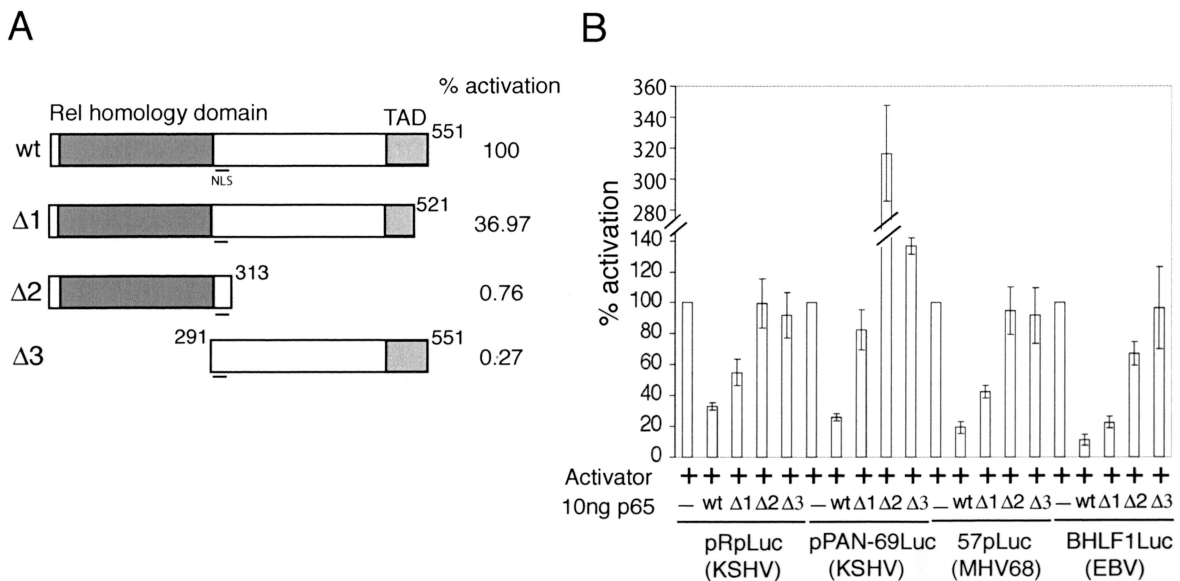 A
% activation
Rel homology domain
TAD
551
wt
100
NLS
521
Δ1
36.97
313
Δ2
0.76
291
551
Δ3
0.27
B
% activation
360
340
320
300
280
140
120
100
80
60
40
20
0
Activator + + + + + + + + + + + + + + + + + + + +
10ng p65 – wt Δ1 Δ2 Δ3 – wt Δ1 Δ2 Δ3 – wt Δ1 Δ2 Δ3 – wt Δ1 Δ2 Δ3
pRpLuc pPAN-69Luc 57pLuc BHLF1Luc
(KSHV) (KSHV) (MHV68) (EBV)